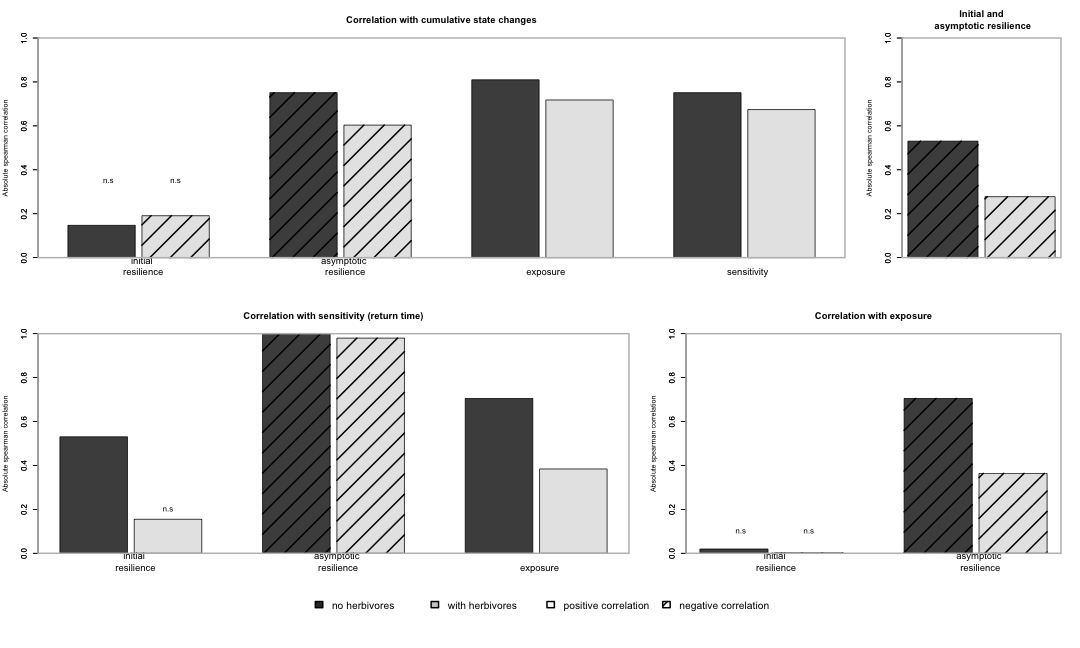 Correlation with cumulative state changes
Absolute spearman correlation
0.0 0.2 0.4 0.6 0.8 1.0
n.s n.s
initial
resilience
asymptotic
resilience
exposure
sensitivity
Initial and
asymptotic resilience
Absolute spearman correlation
0.0 0.2 0.4 0.6 0.8 1.0
Correlation with sensitivity (return time)
Absolute spearman correlation
0.0 0.2 0.4 0.6 0.8 1.0
n.s
initial
resilience
asymptotic
resilience
exposure
Correlation with exposure
Absolute spearman correlation
0.0 0.2 0.4 0.6 0.8 1.0
n.s n.s
initial
resilience
asymptotic
resilience
no herbivores with herbivores positive correlation negative correlation